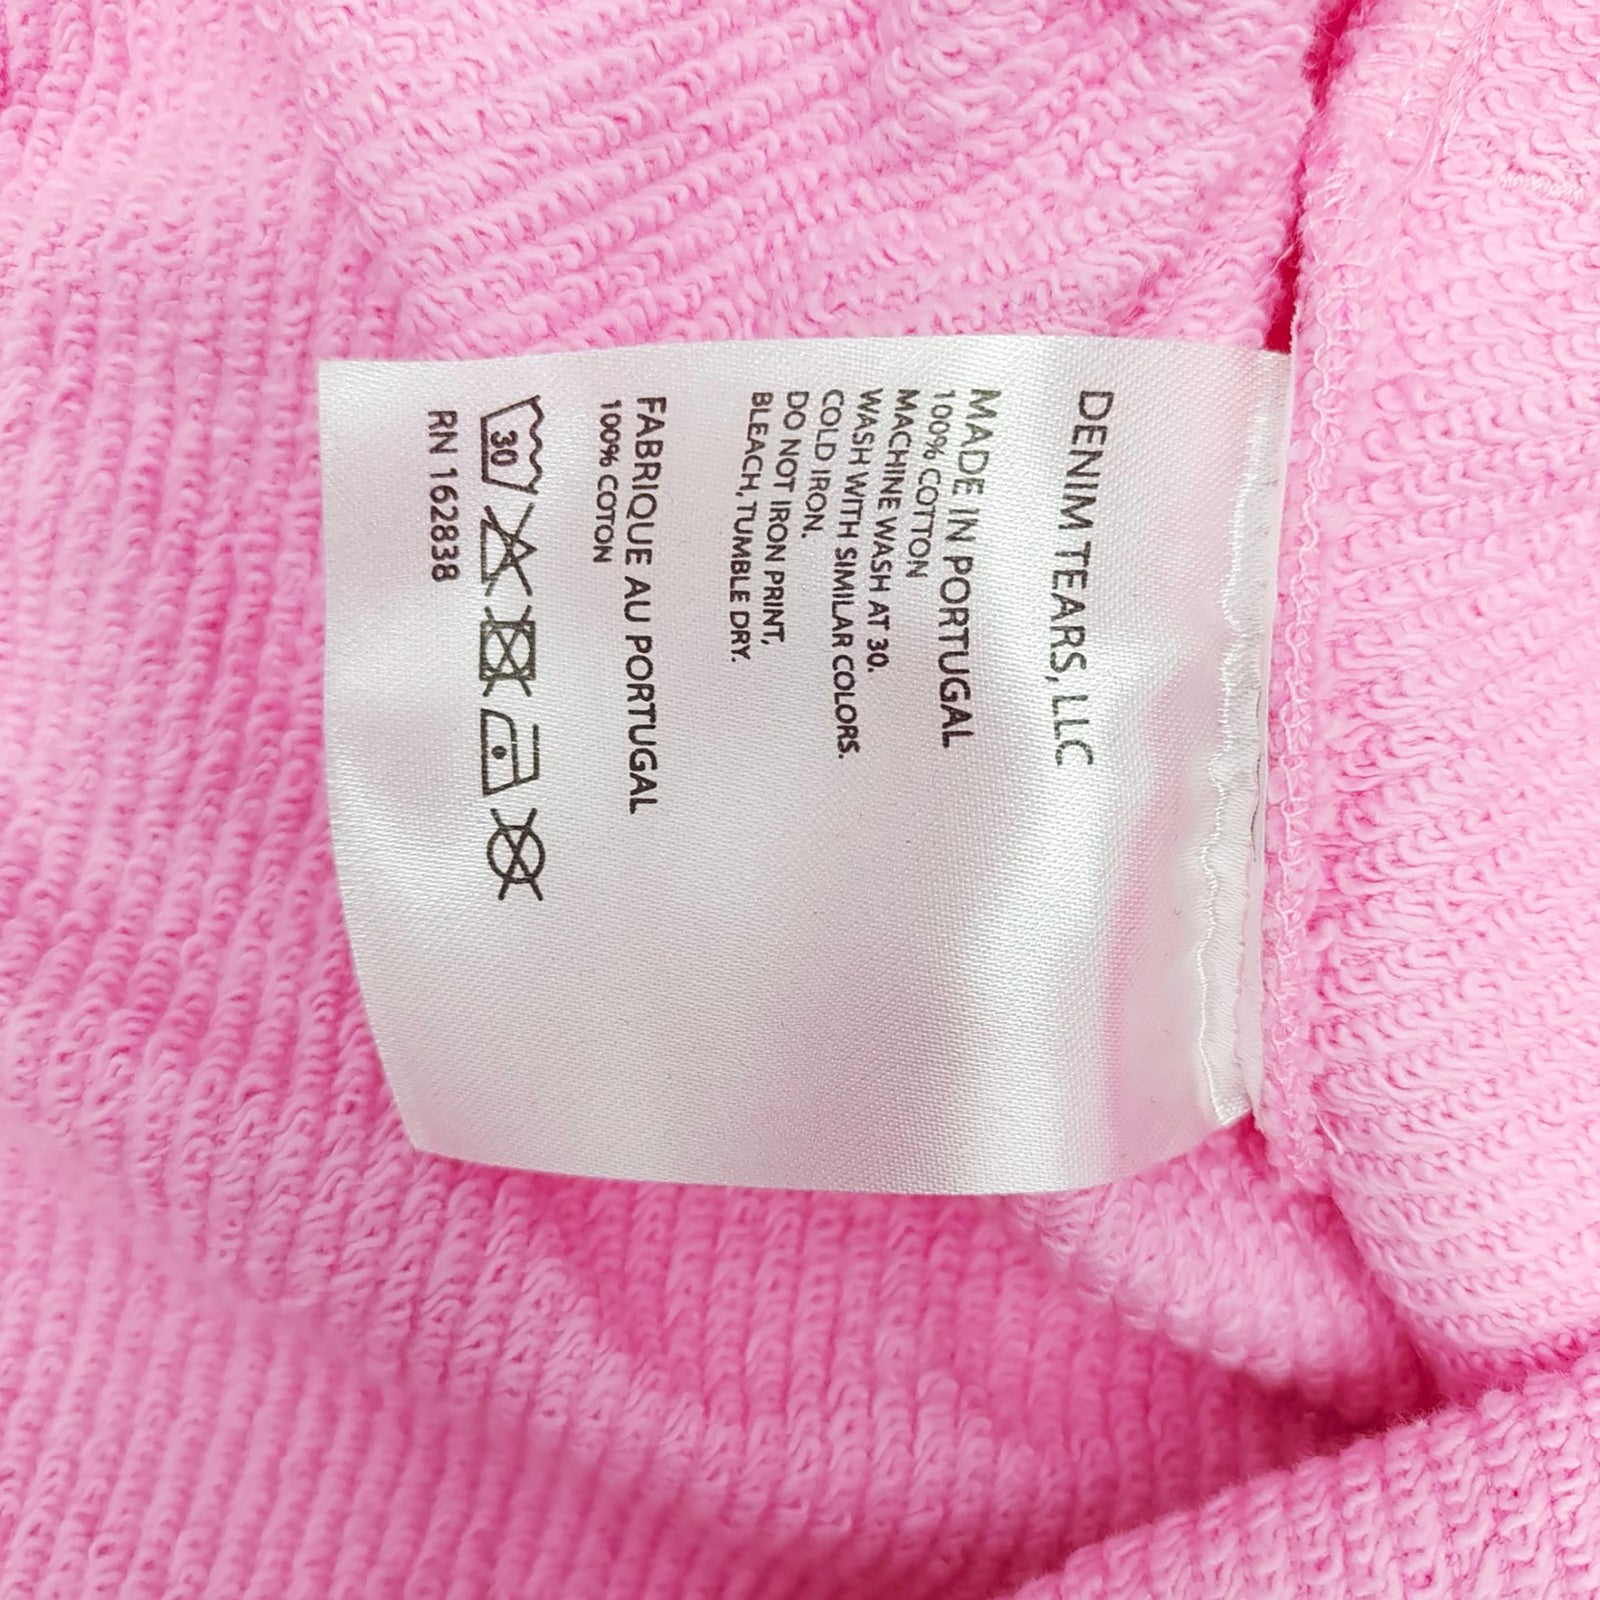 DENIM TEARS, LLC
MADE IN PORTUGAL
100% COTTON
MACHINE WASH AT 30.
WASH WITH SIMILAR COLORS.
COLD IRON.
DO NOT IRON PRINT,
BLEACH, TUMBLE DRY.
FABRIQUE AU PORTUGAL
100% COTON
30
RN 162838